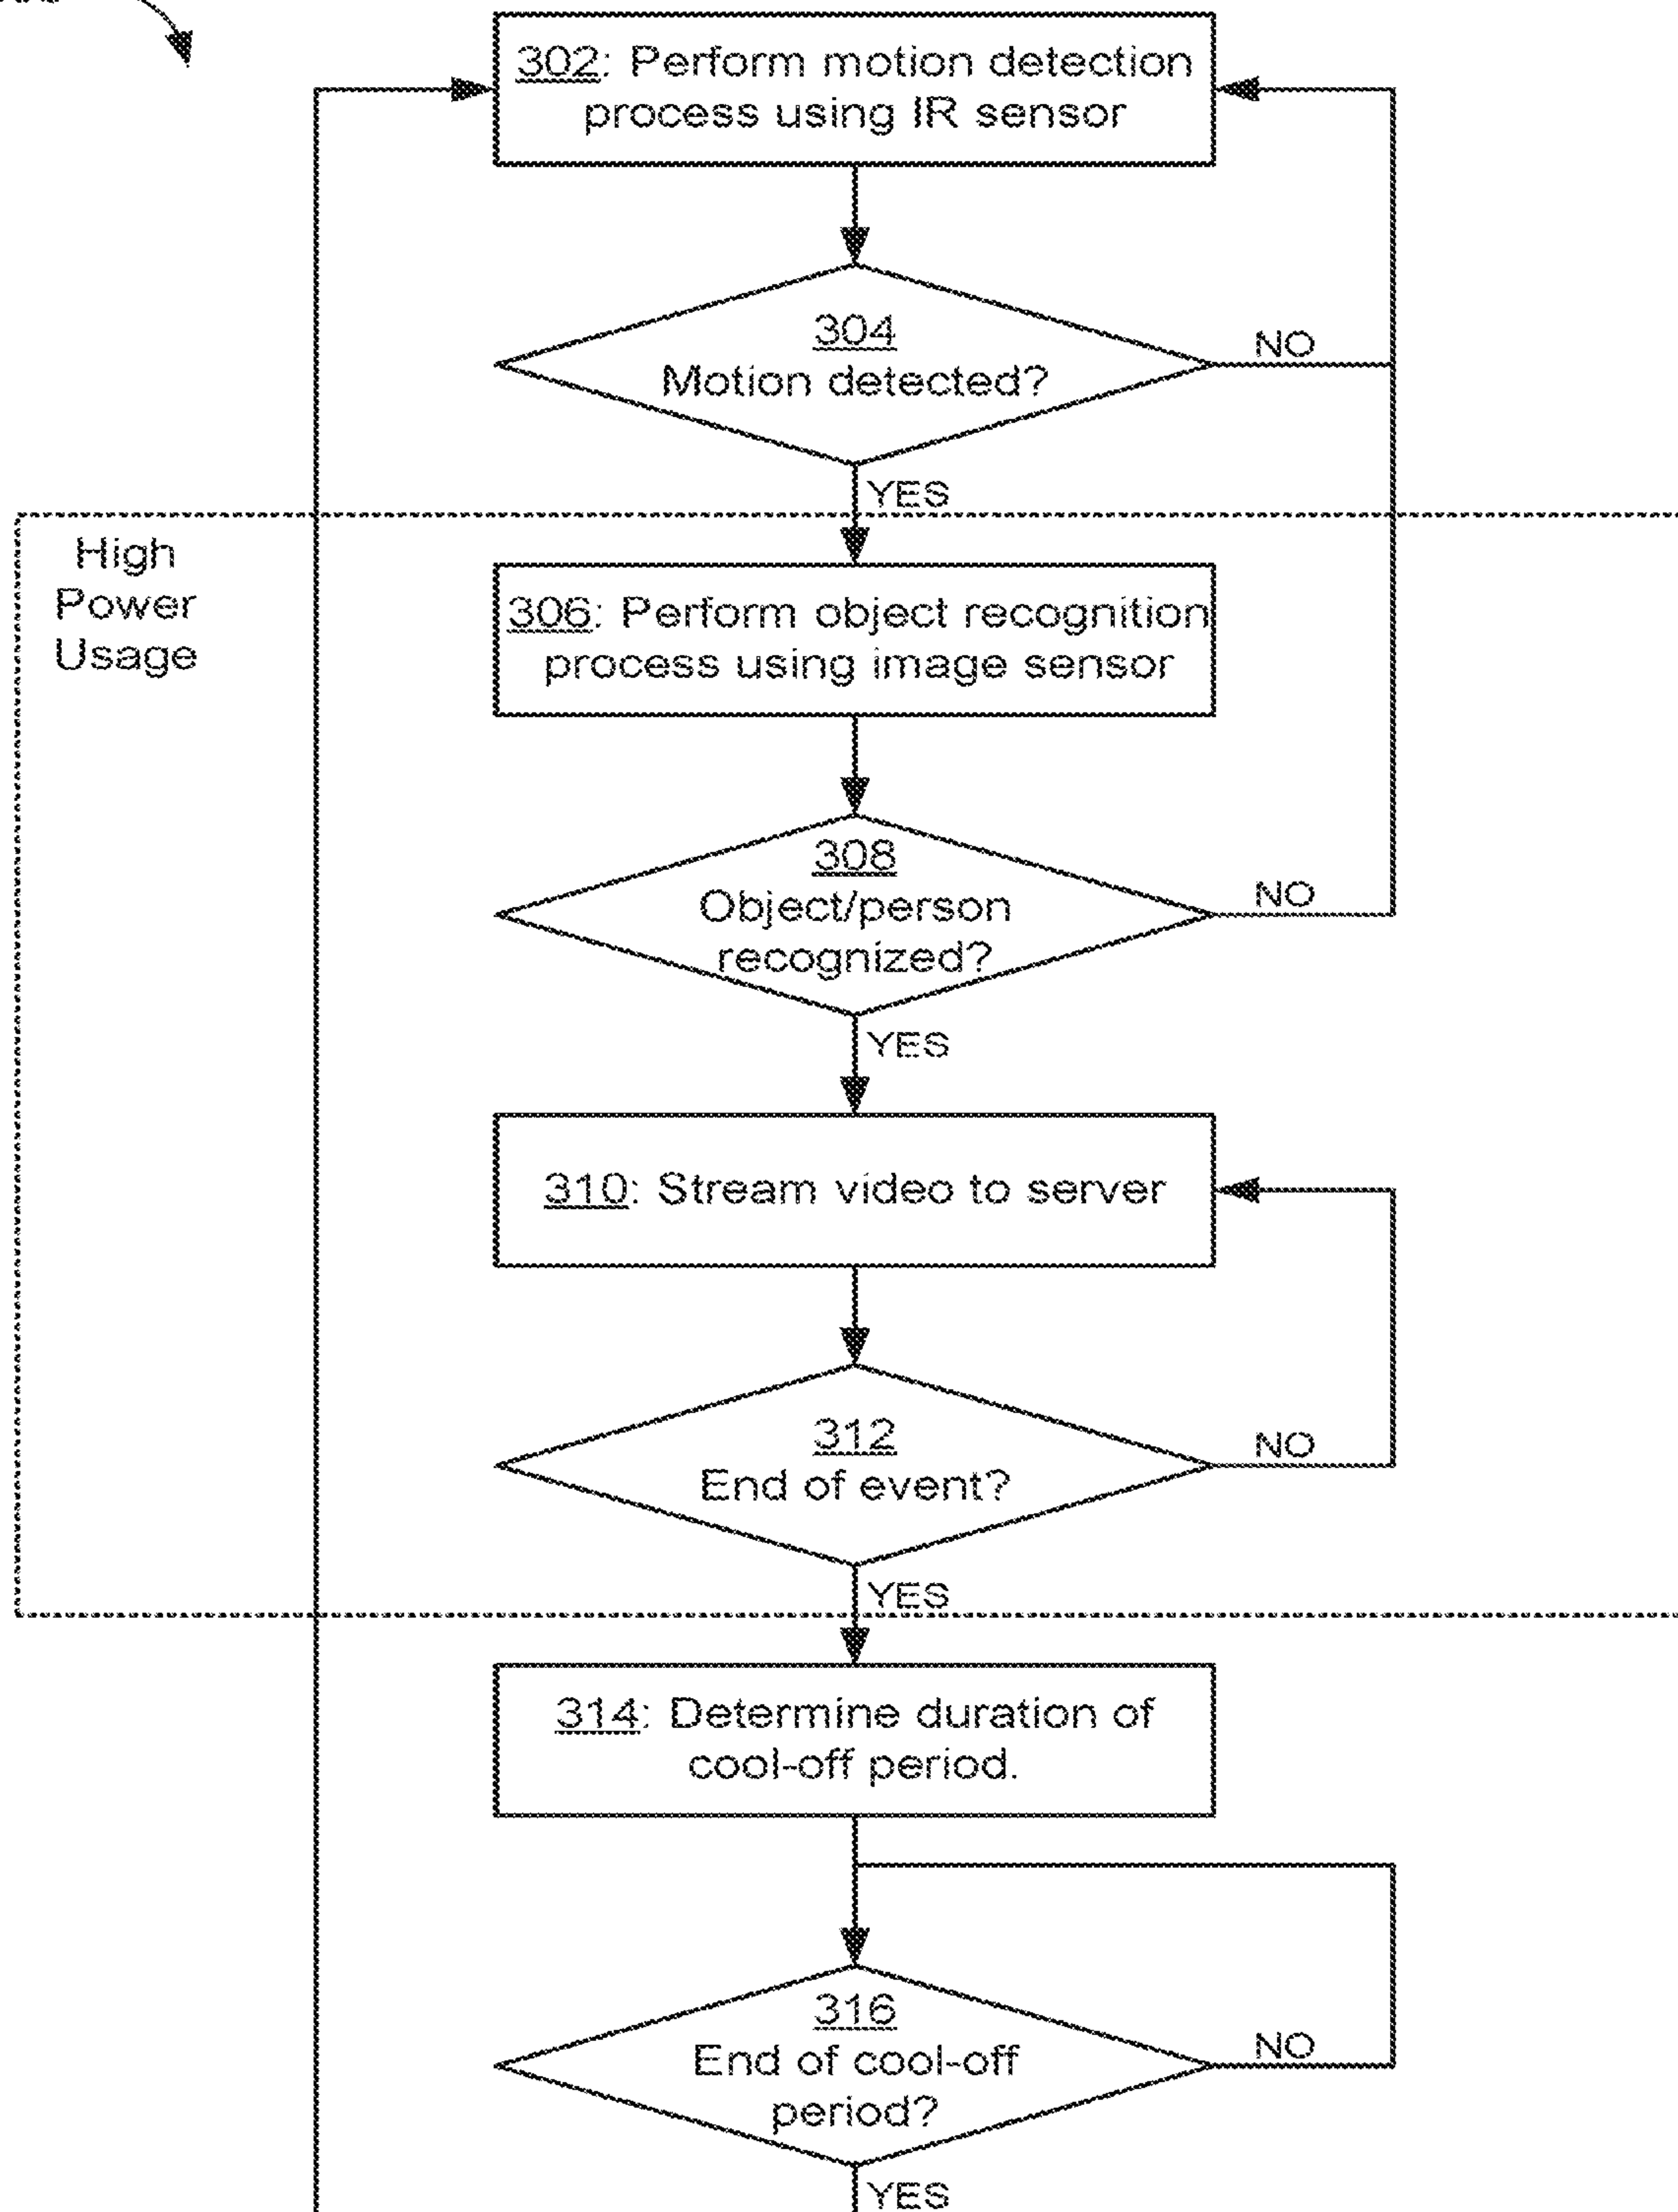 302: Perform motion detection
process using IR sensor
304
Motion detected?
NO
YES
High
Power
Usage
306: Perform object recognition
process using image sensor
308
Object/person
recognized?
NO
YES
310: Stream video to server
312
End of event?
NO
YES
314: Determine duration of
cool-off period.
316
End of cool-off
period?
NO
YES